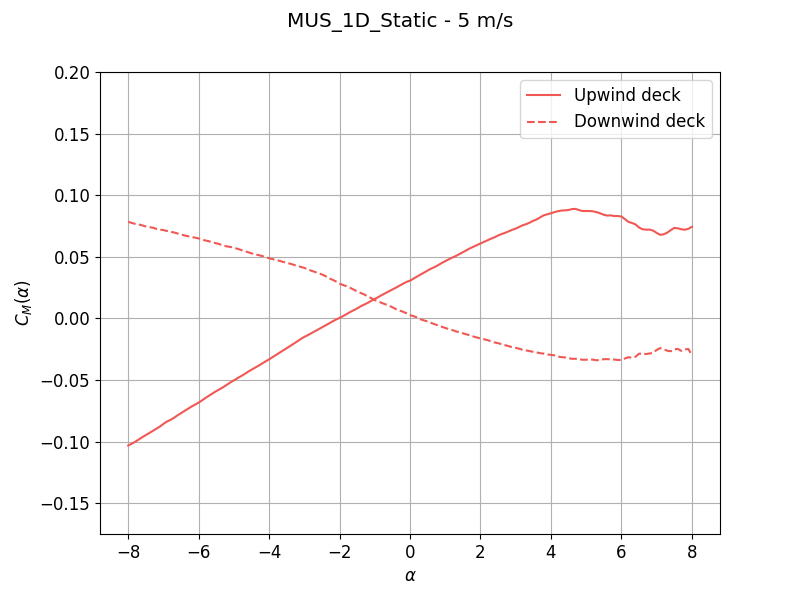 MUS_1D_Static - 5 m/s
Upwind deck
Downwind deck
0.20
0.15
0.10
0.05
0.00
−0.05
−0.10
−0.15
C_M(α)
−8 −6 −4 −2 0 2 4 6 8
α